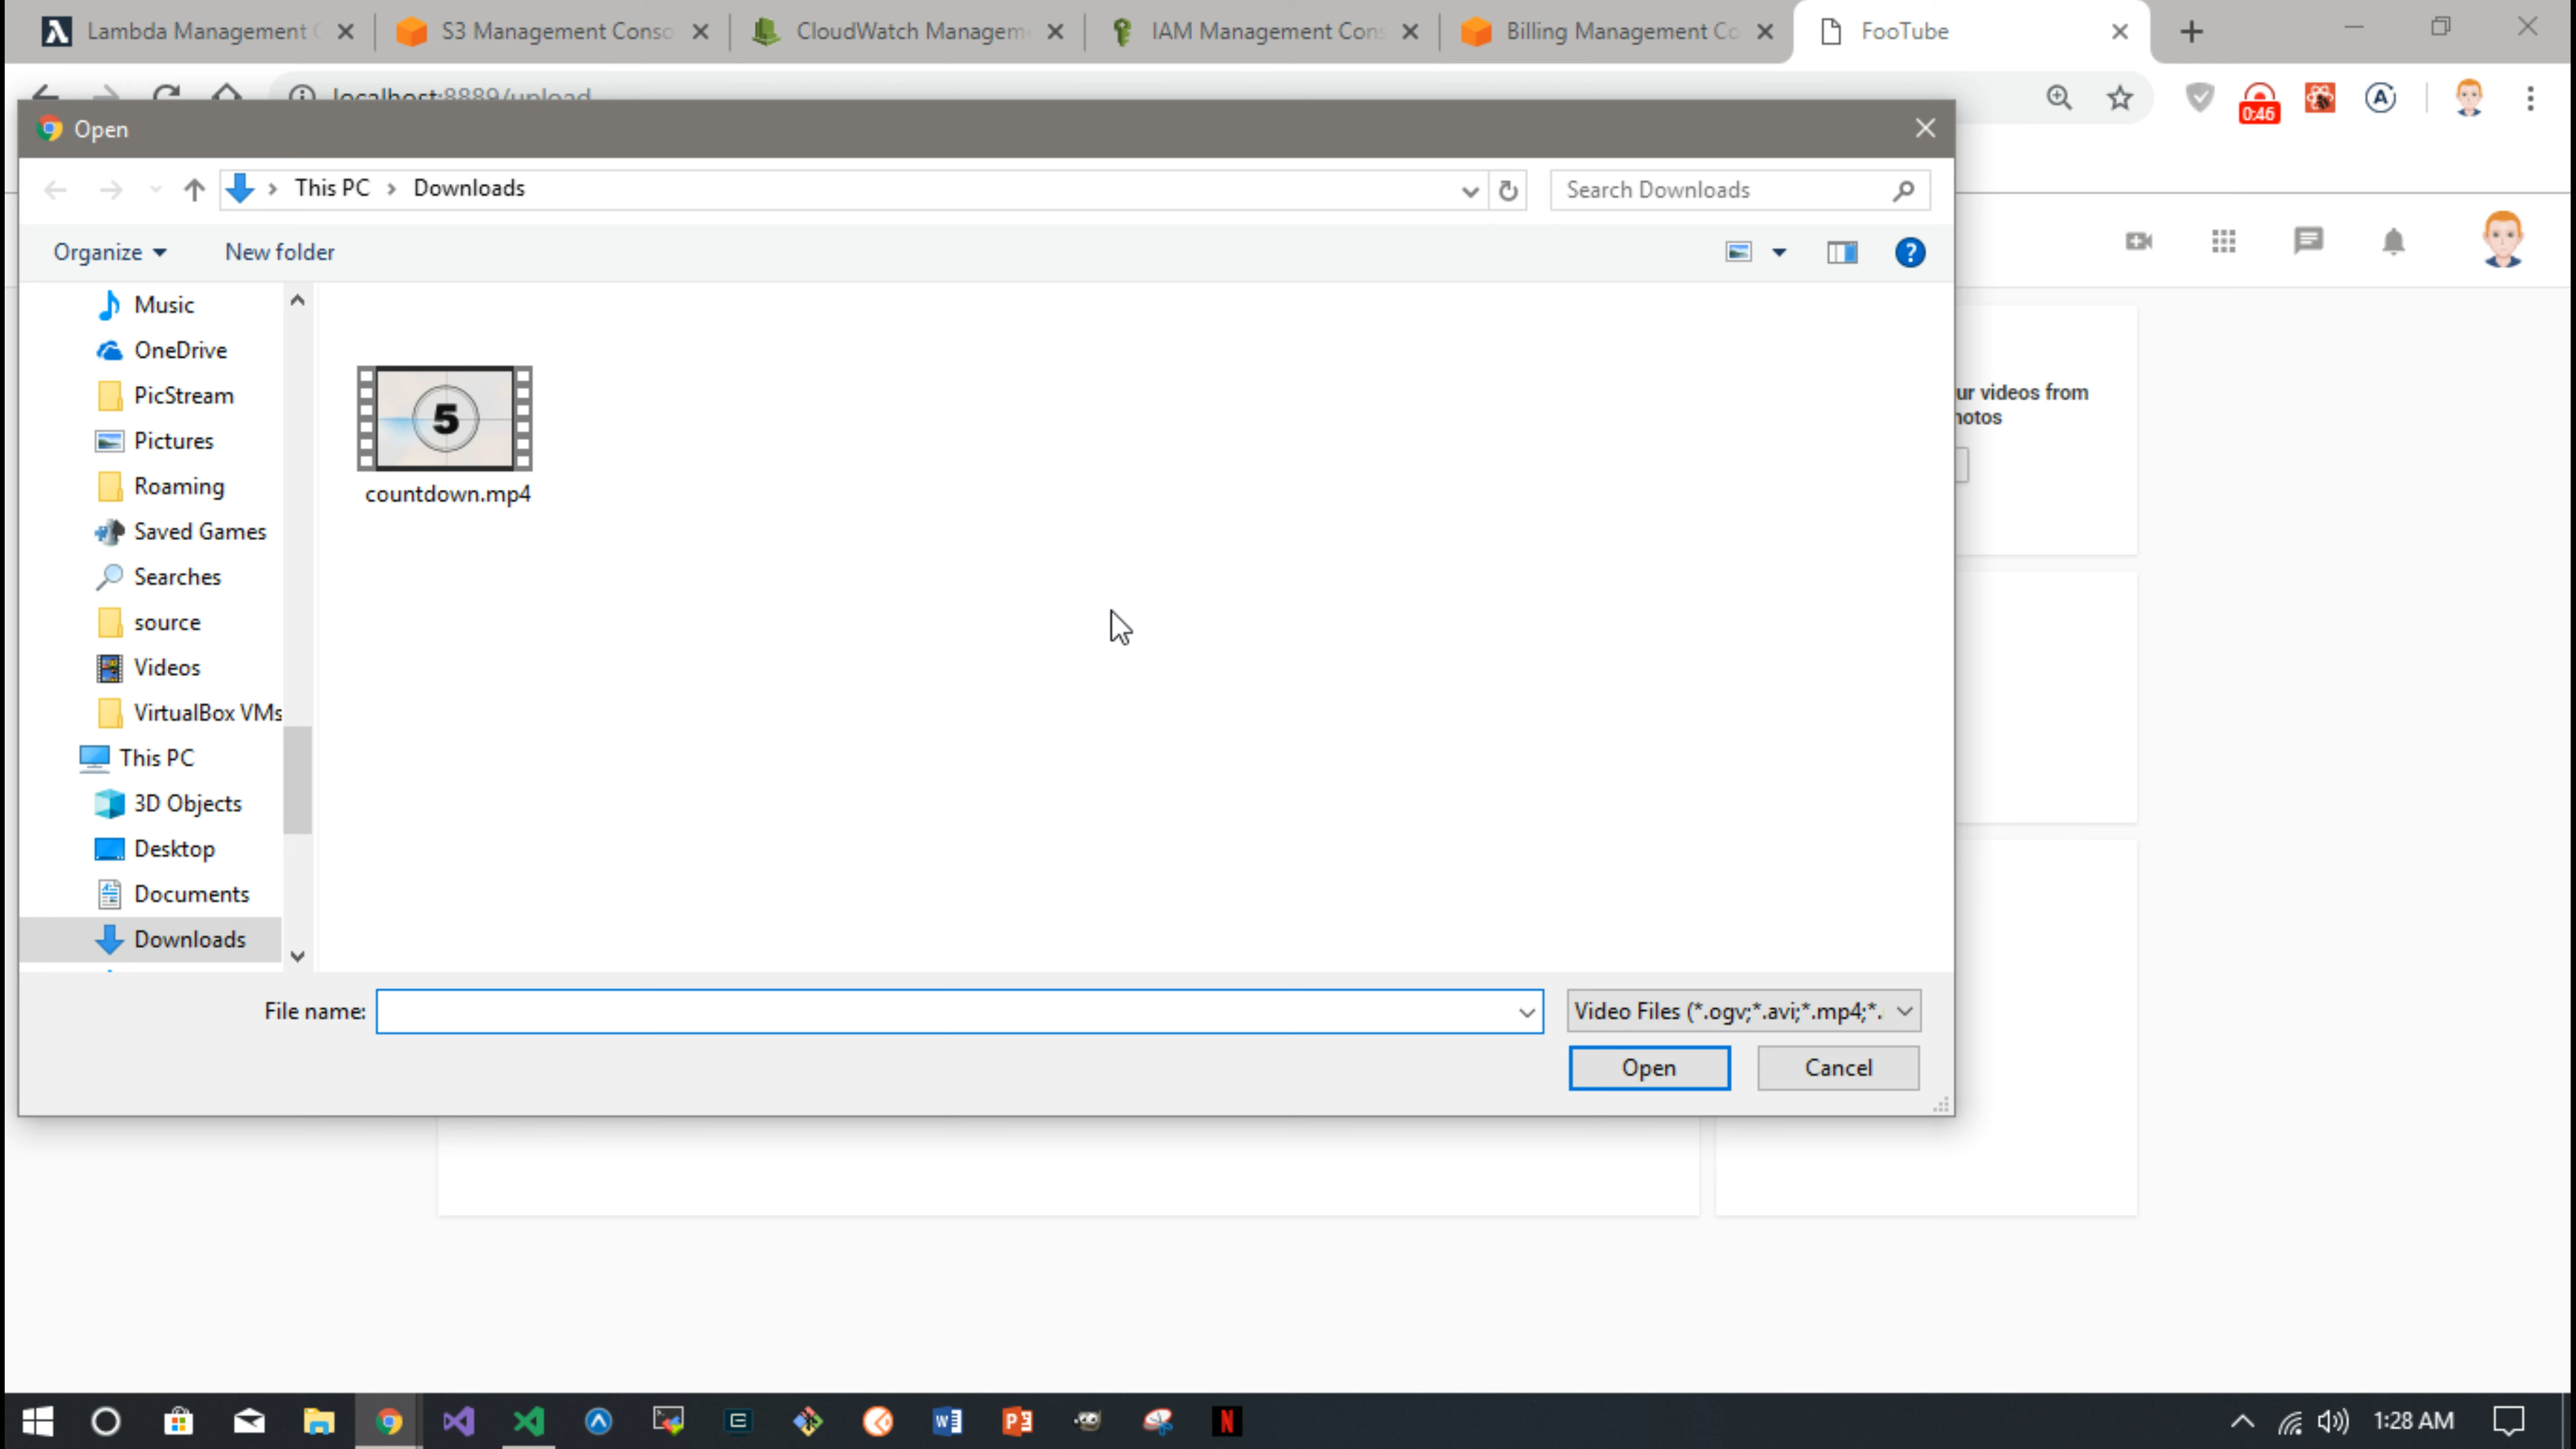 Lambda Management C
S3 Management Conso
CloudWatch Managem
IAM Management Cons
Billing Management Co
FooTube
localhost:8889/upload
0:46
Open
This PC
Downloads
Search Downloads
Organize
New folder
Music
OneDrive
PicStream
Pictures
Roaming
Saved Games
Searches
source
Videos
VirtualBox VMs
This PC
3D Objects
Desktop
Documents
Downloads
5
countdown.mp4
ur videos from
hotos
File name:
Video Files (*.ogv;*.avi;*.mp4;*.
Open
Cancel
1:28 AM